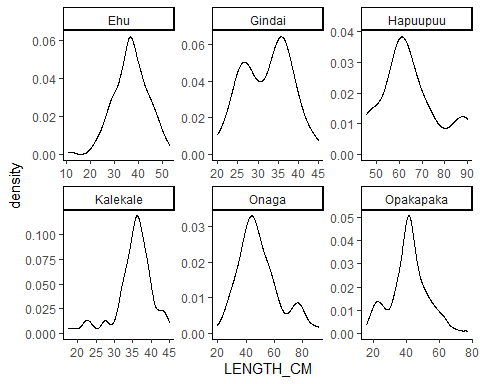 Ehu Gindai Hapuupuu
0.06 0.06 0.04
0.04 0.04 0.03
0.02 0.02 0.02
0.01
0.00 0.00 0.00
10 20 30 40 50 20 25 30 35 40 45 50 60 70 80 90
density
Kalekale Onaga Opakapaka
0.100 0.03 0.05
0.075 0.02 0.04
0.050 0.01 0.03
0.025 0.00 0.02
0.000 0.01
0.00
20 25 30 35 40 45 20 40 60 80 20 40 60 80
LENGTH_CM